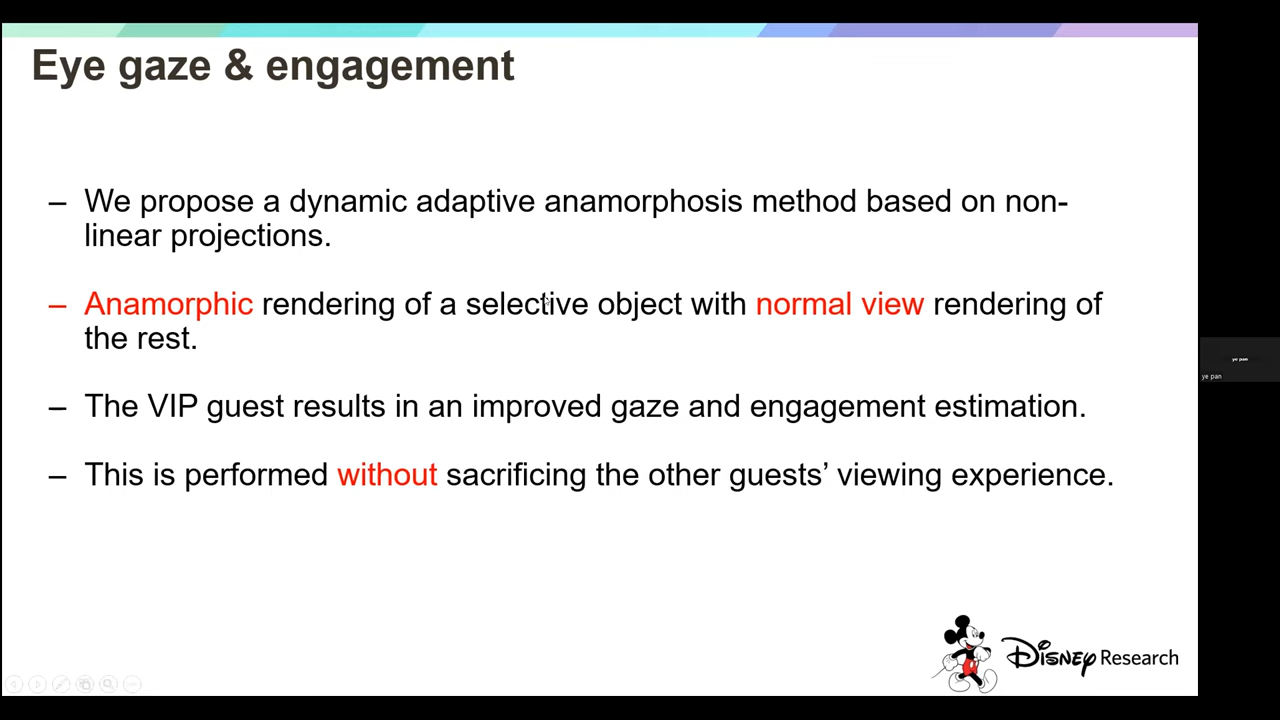 Eye gaze & engagement
– We propose a dynamic adaptive anamorphosis method based on non-
linear projections.
– Anamorphic rendering of a selective object with normal view rendering of
the rest.
– The VIP guest results in an improved gaze and engagement estimation.
– This is performed without sacrificing the other guests’ viewing experience.
ye pan
ye pan
Disney Research